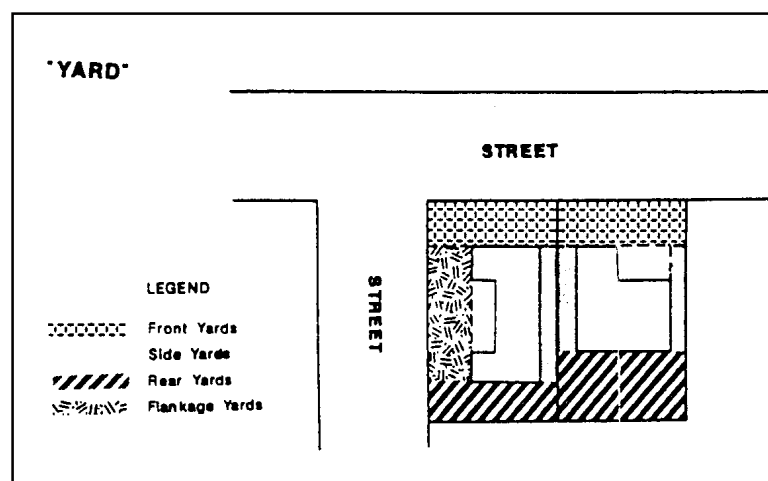 "YARD"
STREET
STREET
LEGEND
Front Yards
Side Yards
Rear Yards
Flankage Yards